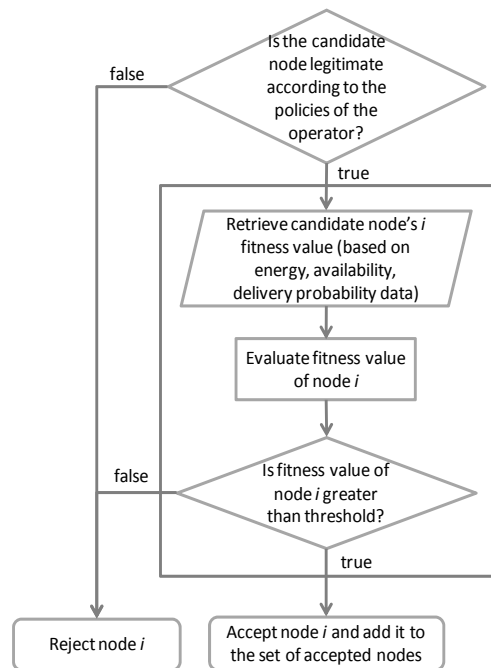 Is the candidate
node legitimate
according to the
policies of the
operator?
false
true
Retrieve candidate node's i
fitness value (based on
energy, availability,
delivery probability data)
Evaluate fitness value
of node i
Is fitness value of
node i greater
than threshold?
false
true
Reject node i
Accept node i and add it to
the set of accepted nodes